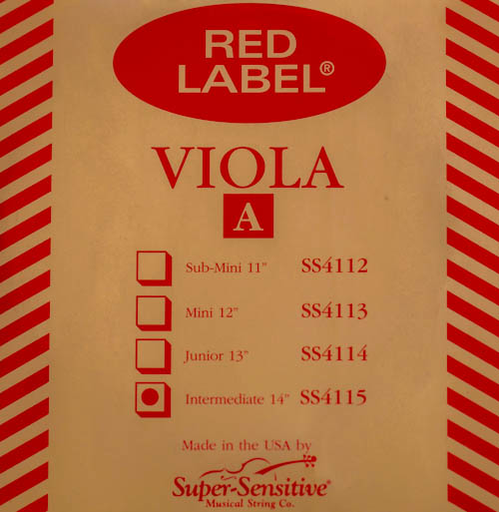 RED
LABEL®
VIOLA
A
Sub-Mini 11" SS4112
Mini 12" SS4113
Junior 13" SS4114
Intermediate 14" SS4115
Made in the USA by
Super-Sensitive®
Musical String Co.